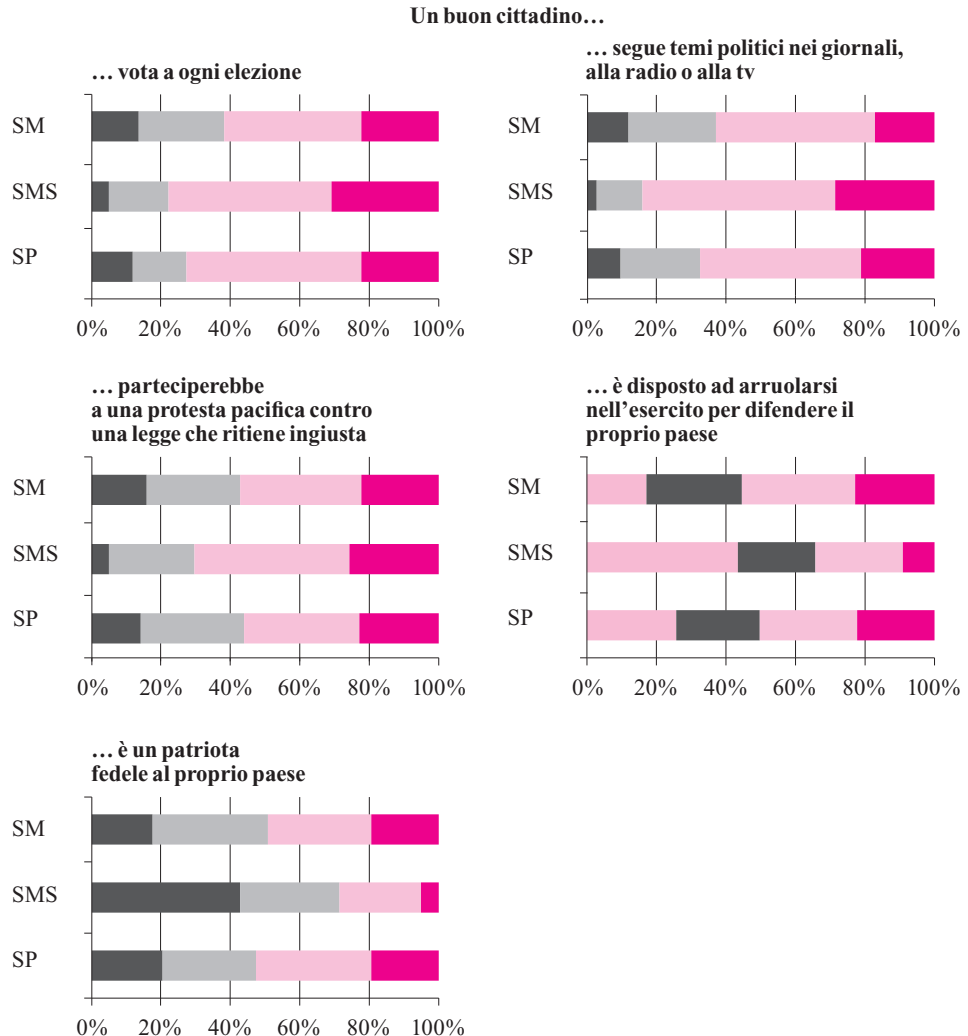 Un buon cittadino…
… vota a ogni elezione
SM
SMS
SP
0% 20% 40% 60% 80% 100%
… segue temi politici nei giornali,
alla radio o alla tv
SM
SMS
SP
0% 20% 40% 60% 80% 100%
… parteciperebbe
a una protesta pacifica contro
una legge che ritiene ingiusta
SM
SMS
SP
0% 20% 40% 60% 80% 100%
… è disposto ad arruolarsi
nell’esercito per difendere il
proprio paese
SM
SMS
SP
0% 20% 40% 60% 80% 100%
… è un patriota
fedele al proprio paese
SM
SMS
SP
0% 20% 40% 60% 80% 100%